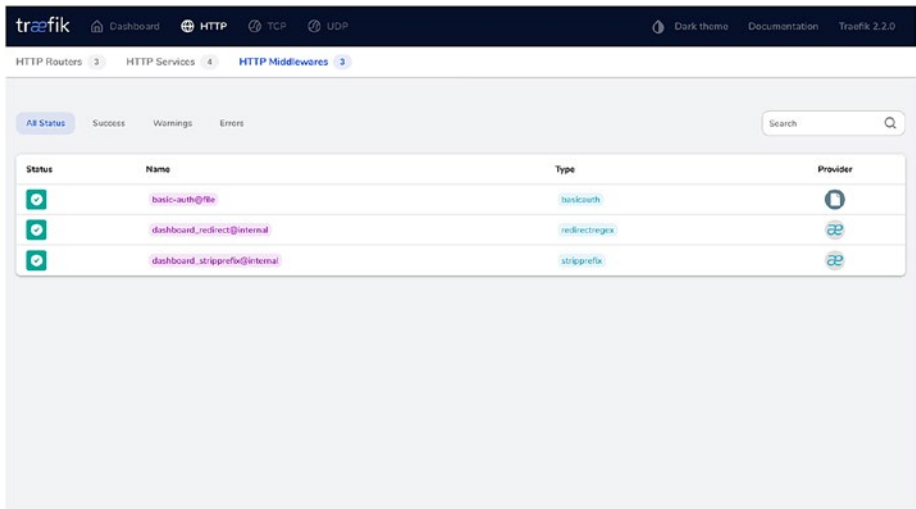 træfik Dashboard HTTP TCP UDP Dark theme Documentation Traefik 2.2.0
HTTP Routers 3 HTTP Services 4 HTTP Middlewares 3
All Status Success Warnings Errors Search
Status Name Type Provider
basic-auth@file basicauth
dashboard_redirect@internal redirectregex æ
dashboard_stripprefix@internal stripprefix æ